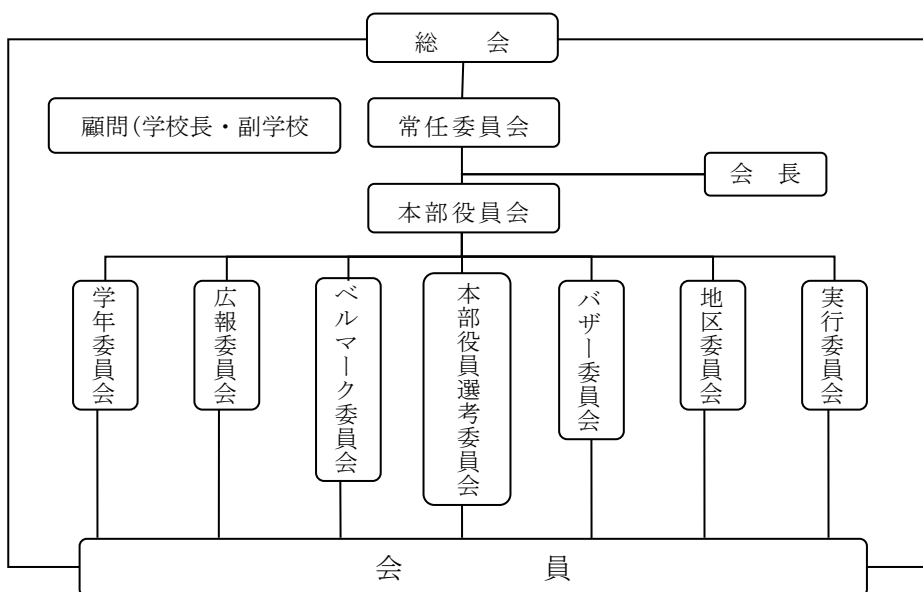 総　会
顧問(学校長・副学校
常任委員会
会　長
本部役員会
学年委員会
広報委員会
ベルマーク委員会
本部役員選考委員会
バザー委員会
地区委員会
実行委員会
会　員